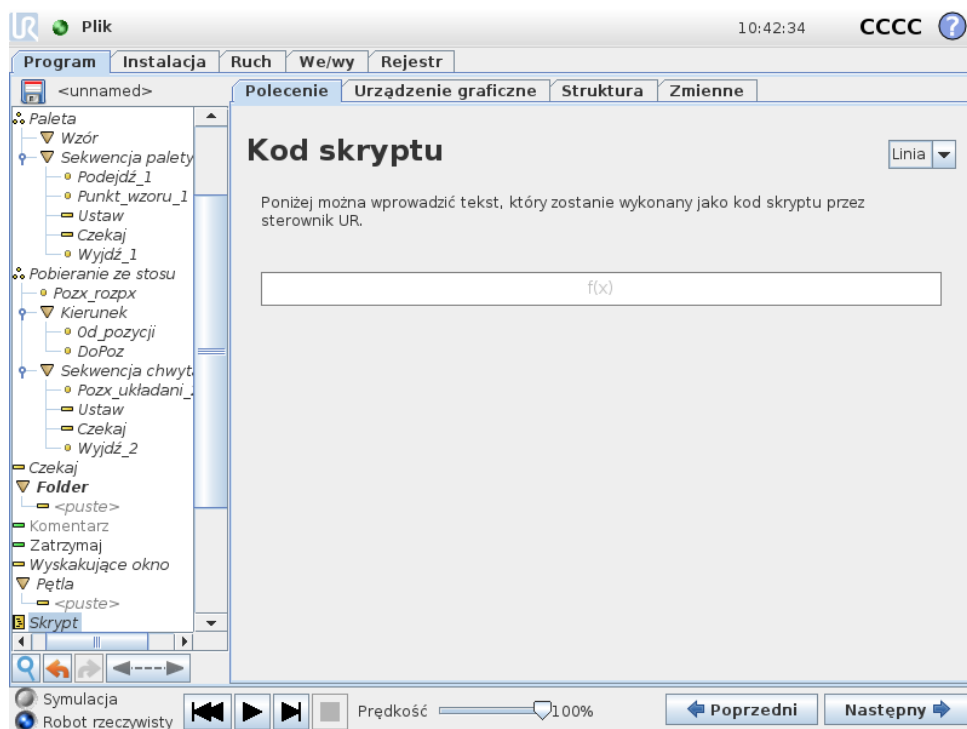 UR Plik 10:42:34 CCCC ?
Program Instalacja Ruch We/wy Rejestr
<unnamed> Polecenie Urządzenie graficzne Struktura Zmienne
Paleta
Wzór
Sekwencja palety
Podejdź_1
Punkt_wzoru_1
Ustaw
Czekaj
Wyjdź_1
Pobieranie ze stosu
Pozx_rozpx
Kierunek
Od_pozycji
DoPoz
Sekwencja chwyt
Pozx_układani_
Ustaw
Czekaj
Wyjdź_2
Czekaj
Folder
<puste>
Komentarz
Zatrzymaj
Wyskakujące okno
Pętla
<puste>
Skrypt
Kod skryptu
Linia
Poniżej można wprowadzić tekst, który zostanie wykonany jako kod skryptu przez
sterownik UR.
f(x)
Symulacja
Robot rzeczywisty
Prędkość 100%
Poprzedni Następny